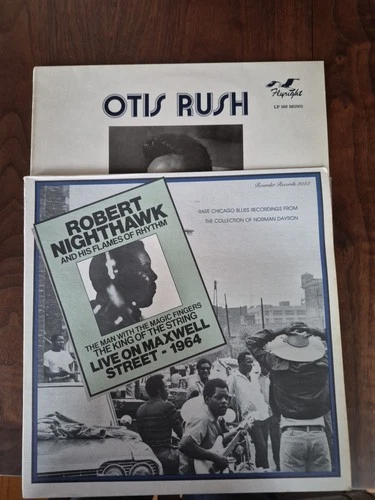 Flyright
LP 560 MONO
OTIS RUSH
Rounder Records 2022
RARE CHICAGO BLUES RECORDINGS FROM
THE COLLECTION OF NORMAN DAYRON
ROBERT
NIGHTHAWK
AND HIS FLAMES OF RHYTHM
THE MAN WITH THE MAGIC FINGERS
THE KING OF THE STRING
LIVE ON MAXWELL
STREET - 1964